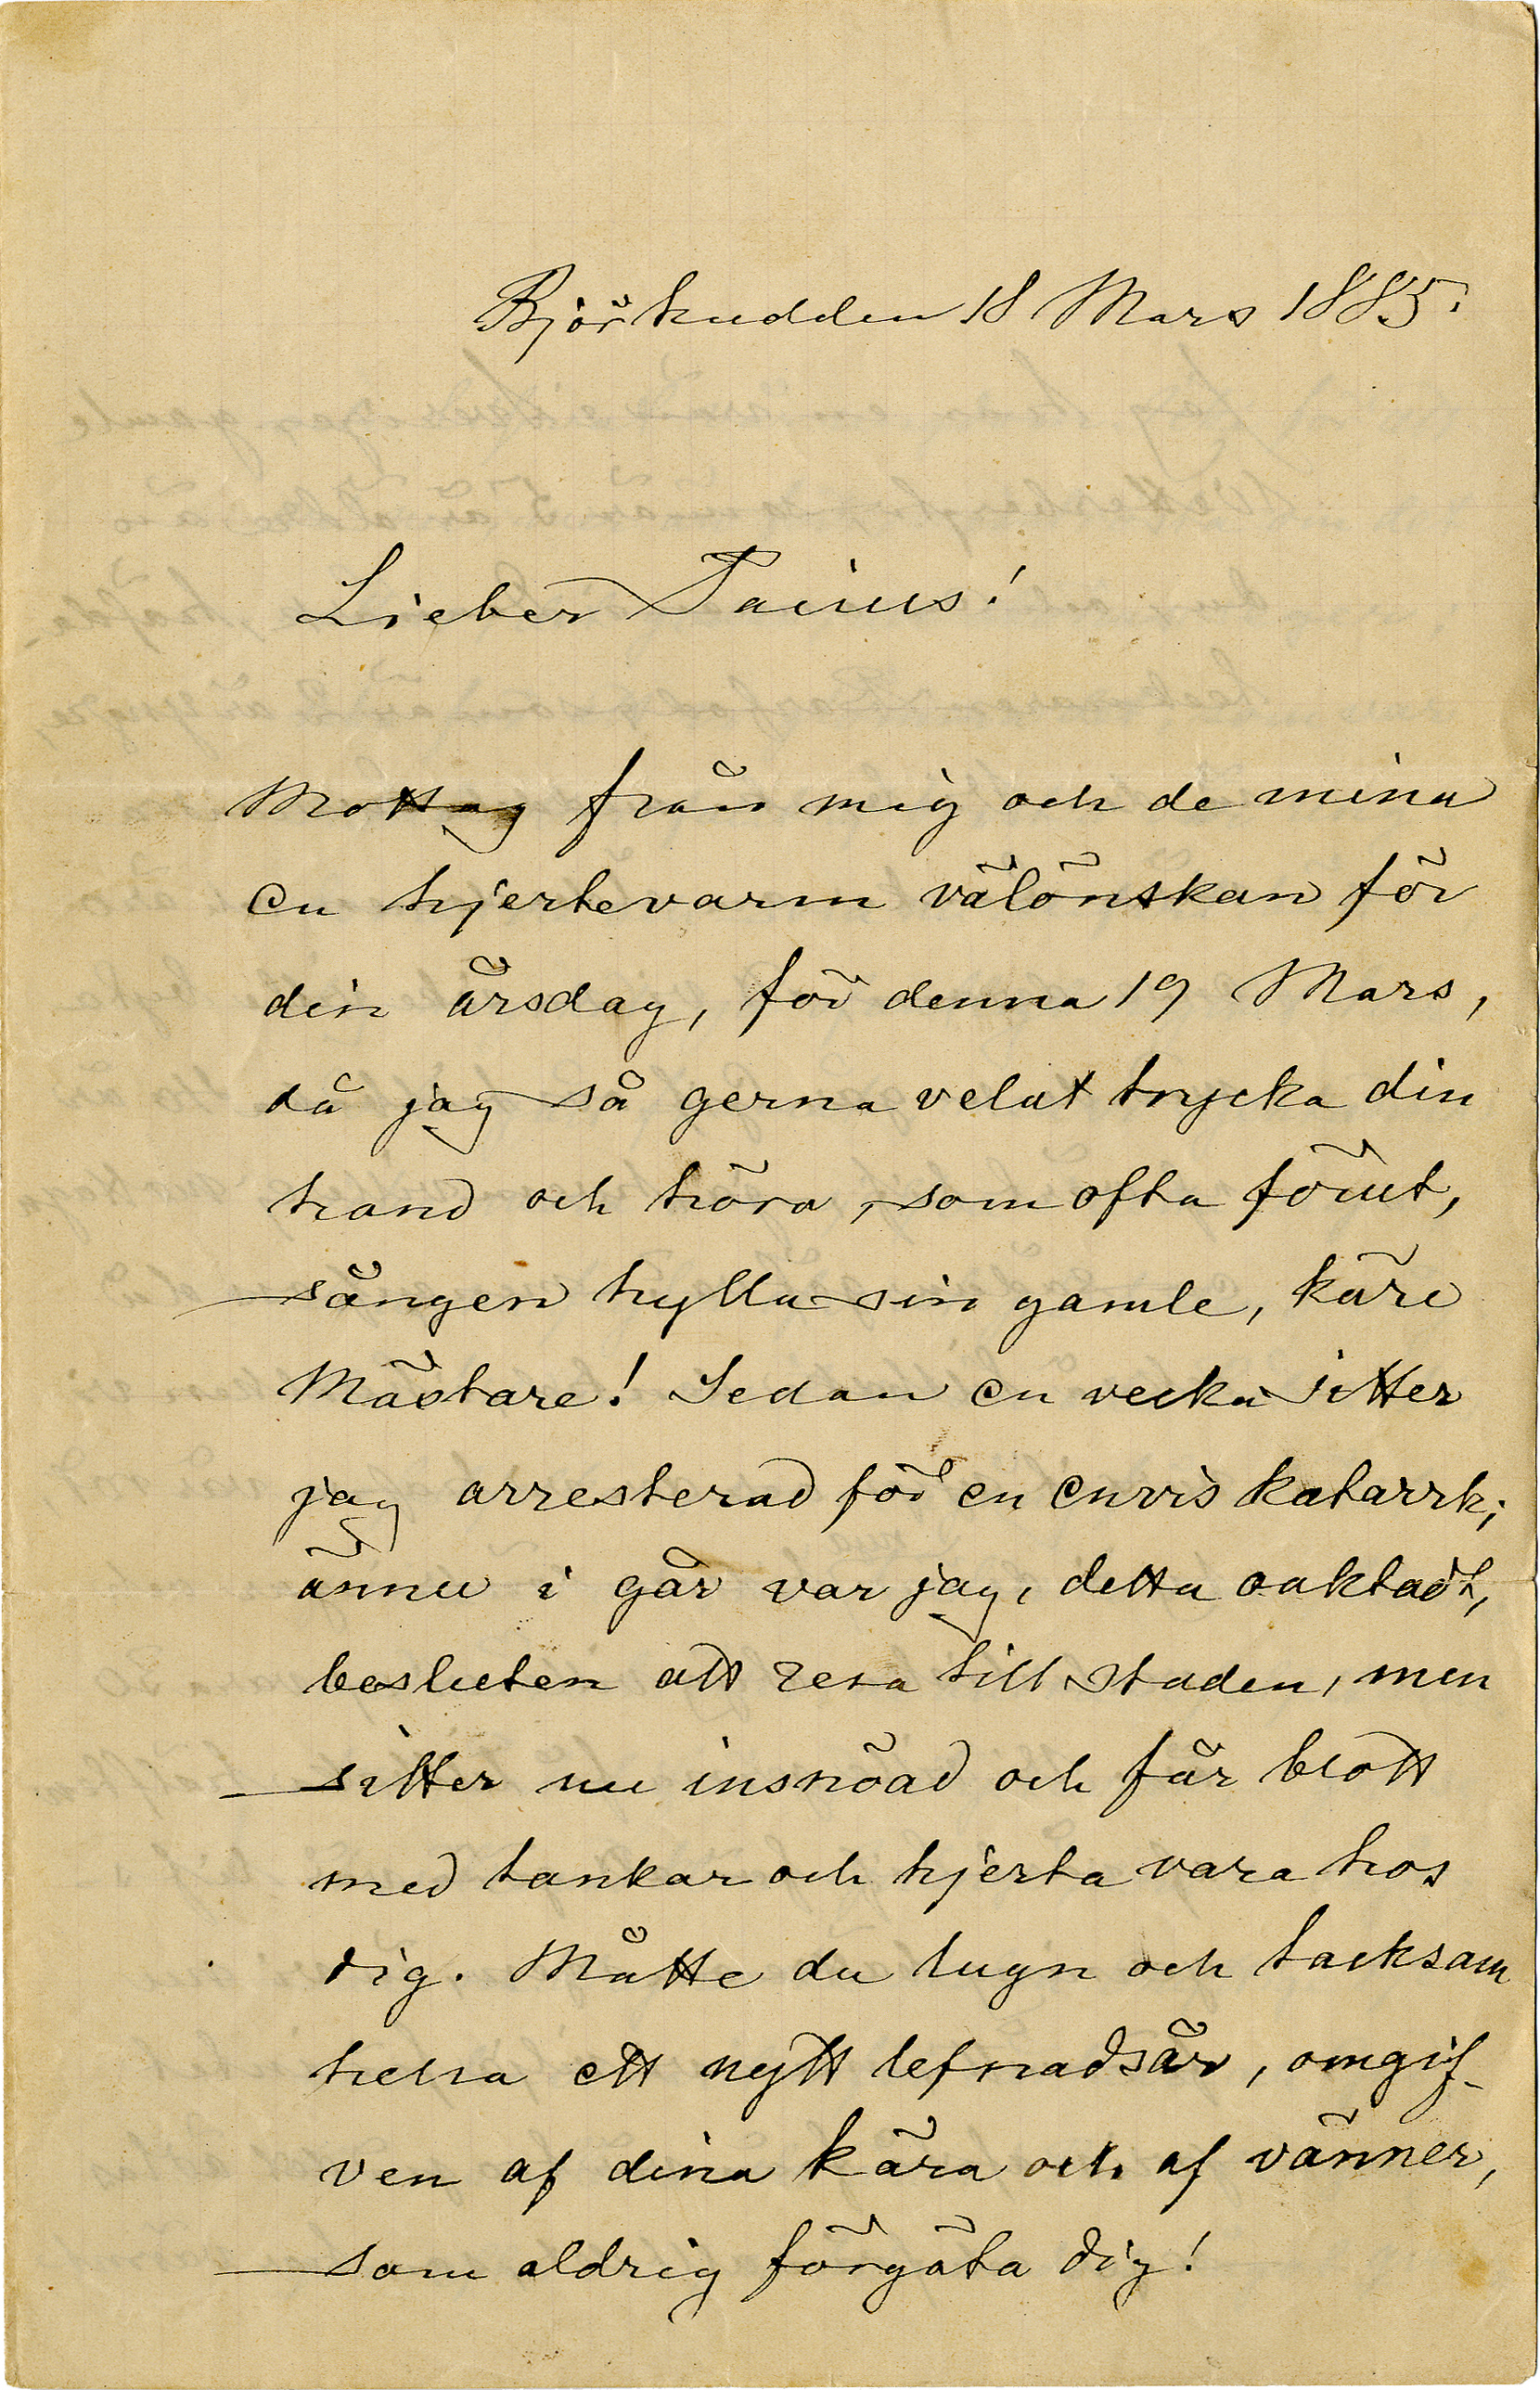 Björkudden 18 Mars 1885.
Lieber Pacius!
Mottag från mig och de mina
en hjertevarm välönskan för
din årsdag, för denna 19 Mars,
då jag så gerna velat trycka din
hand och höra, som ofta förut,
sången hylla sin gamle, käre
Mästare! Sedan en vecka sitter
jag arresterad för en envis katarrh;
ännu i går var jag, detta oaktadt,
besluten att resa till staden, men
sitter nu insnöad och får blott
med tankar och hjerta vara hos
dig. Måtte du lugn och tacksam
helsa ett nytt lefnadsår, omgif-
ven af dina kära och af vänner,
som aldrig förgäta dig!